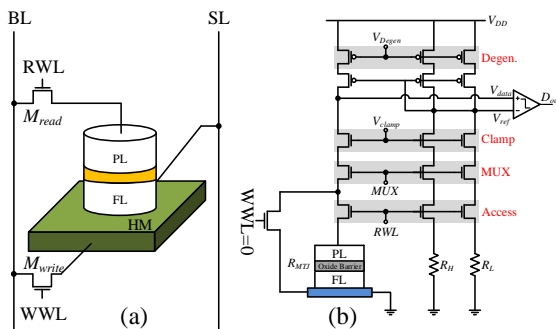 BL
SL
RWL
M_read
PL
FL
HM
M_write
WWL
(a)
V_DD
V_Degen
Degen.
V_data
V_ref
V_clamp
Clamp
MUX
MUX
Access
RWL
WWL=0
R_MTJ
PL
Oxide Barrier
FL
R_H
R_L
(b)